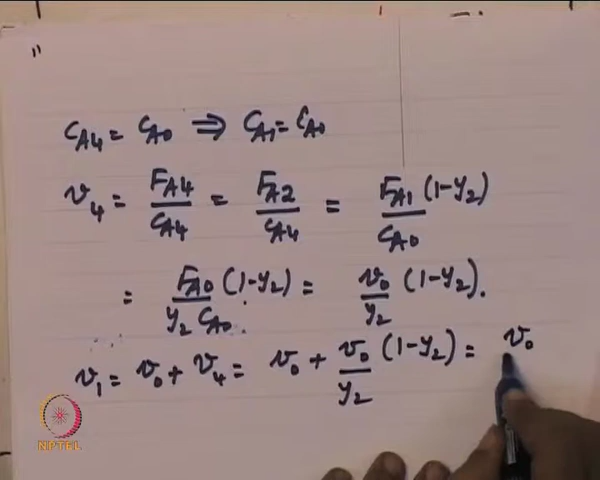 C_A4 = C_A0 ⇒ C_A1 = C_A0
v_4 = F_A4/C_A4 = F_A2/C_A4 = F_A1/C_A0 (1-y_2)
= F_A0/(y_2 C_A0) (1-y_2) = v_0/y_2 (1-y_2).
v_1 = v_0 + v_4 = v_0 + v_0/y_2 (1-y_2) = v_0
NPTEL